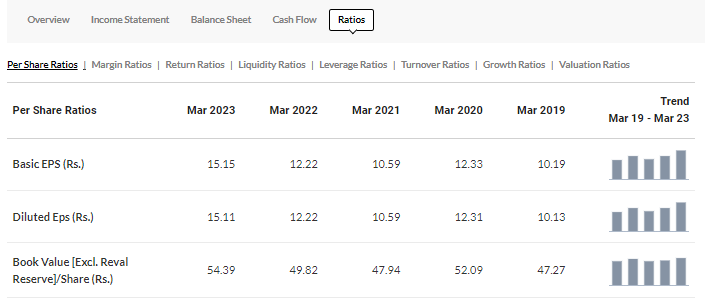 Overview Income Statement Balance Sheet Cash Flow Ratios
Per Share Ratios | Margin Ratios | Return Ratios | Liquidity Ratios | Leverage Ratios | Turnover Ratios | Growth Ratios | Valuation Ratios
Per Share Ratios Mar 2023 Mar 2022 Mar 2021 Mar 2020 Mar 2019 Trend
Mar 19 - Mar 23
Basic EPS (Rs.) 15.15 12.22 10.59 12.33 10.19
Diluted Eps (Rs.) 15.11 12.22 10.59 12.31 10.13
Book Value [Excl. Reval
Reserve]/Share (Rs.) 54.39 49.82 47.94 52.09 47.27